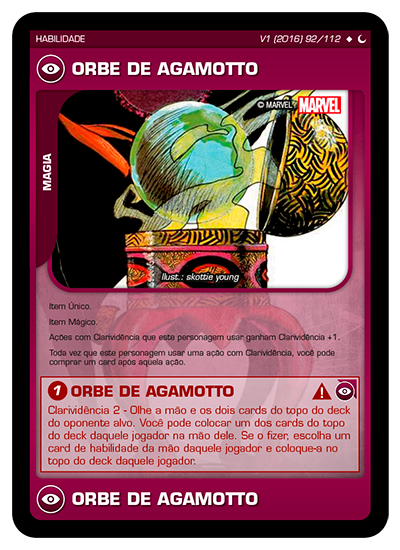 HABILIDADE
V1 (2016) 92/112
ORBE DE AGAMOTTO
© MARVEL MARVEL
MAGIA
Ilust.: skottie young
Item Único.
Item Mágico.
Ações com Clarividência que este personagem usar ganham Clarividência +1.
Toda vez que este personagem usar uma ação com Clarividência, você pode
comprar um card após aquela ação.
1 ORBE DE AGAMOTTO
Clarividência 2 - Olhe a mão e os dois cards do topo do deck
do oponente alvo. Você pode colocar um dos cards do topo
do deck daquele jogador na mão dele. Se o fizer, escolha um
card de habilidade da mão daquele jogador e coloque-a no
topo do deck daquele jogador.
ORBE DE AGAMOTTO